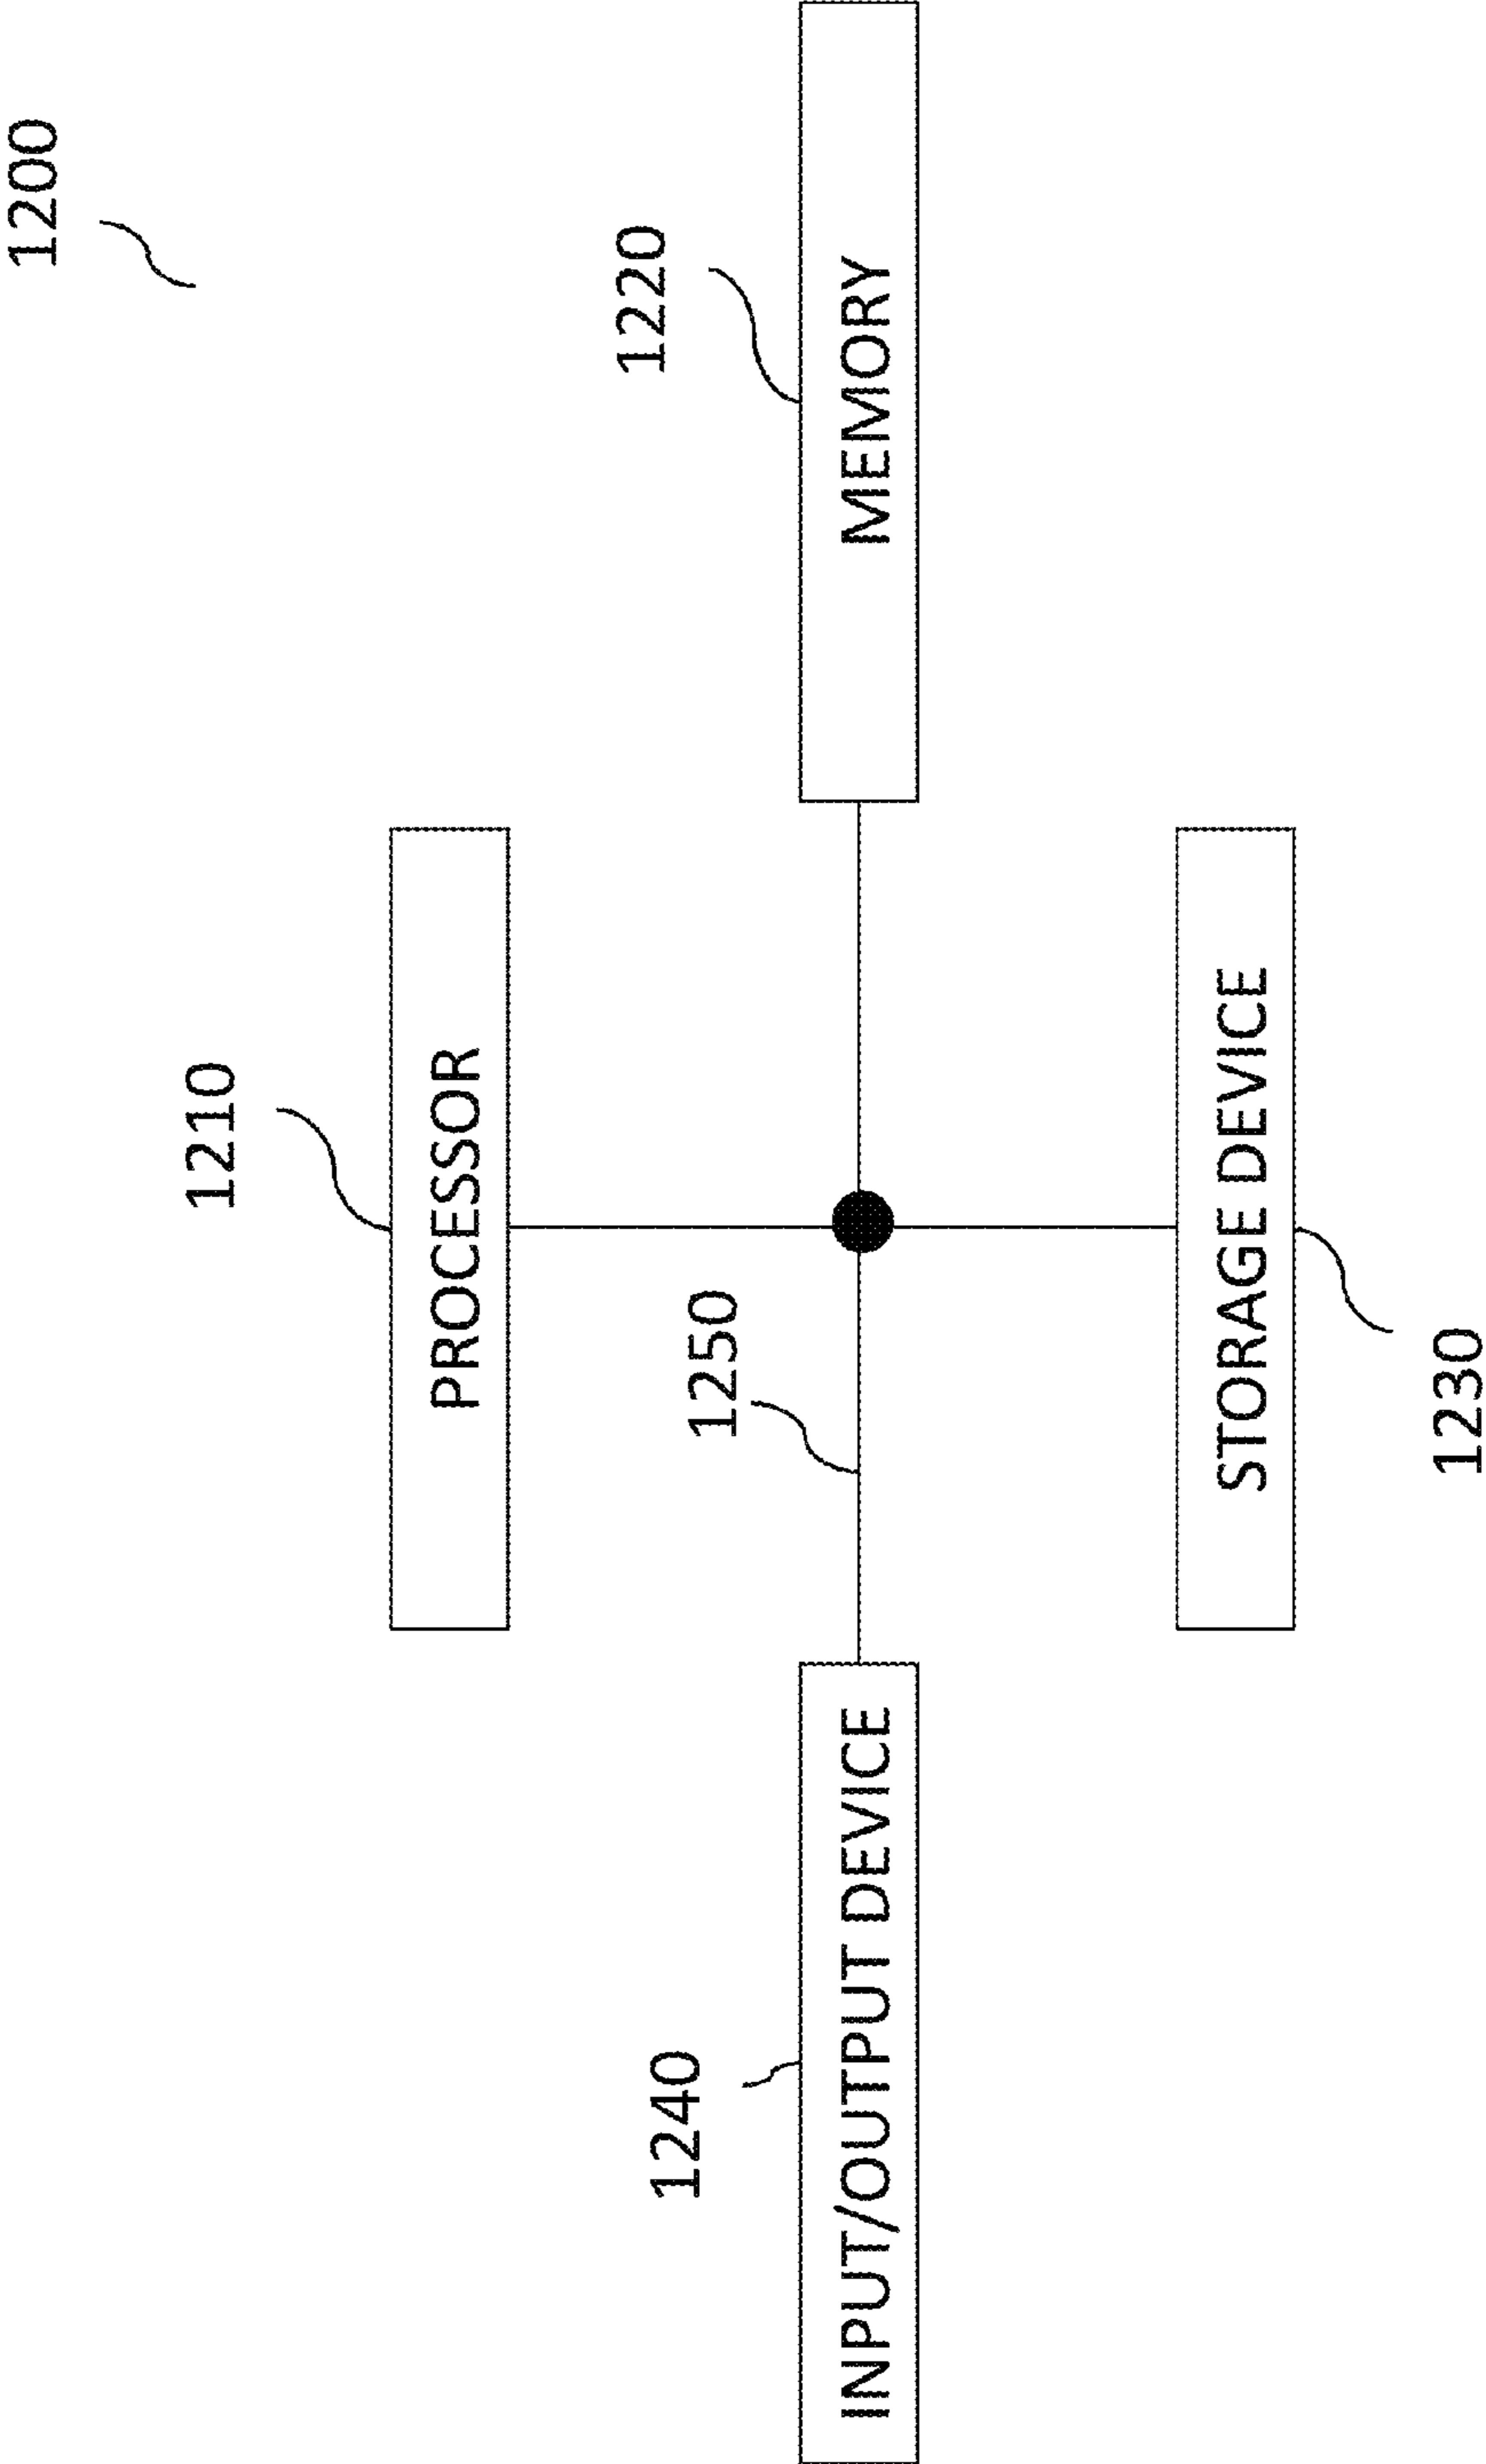 1200
1210
PROCESSOR
1220
MEMORY
1250
1240
INPUT/OUTPUT DEVICE
STORAGE DEVICE
1230